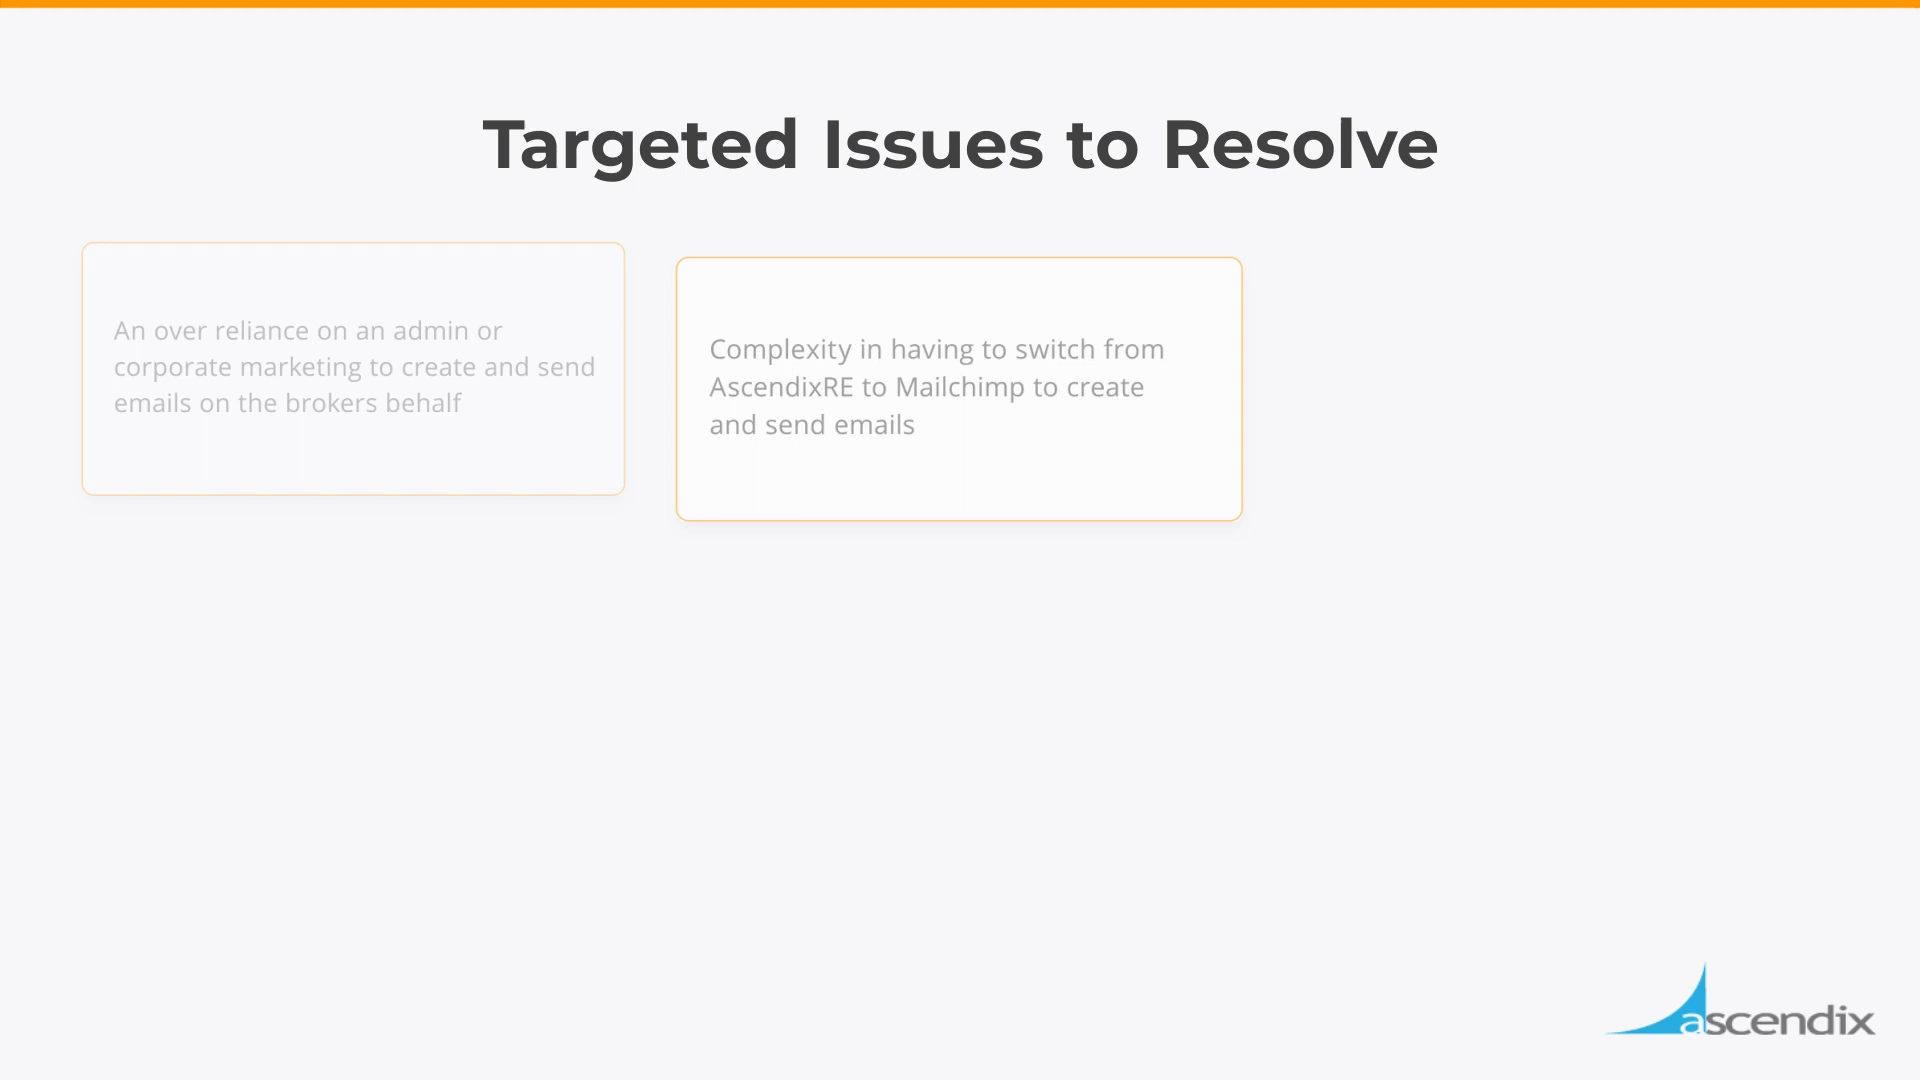 Targeted Issues to Resolve
An over reliance on an admin or
corporate marketing to create and send
emails on the brokers behalf
Complexity in having to switch from
AscendixRE to Mailchimp to create
and send emails
ascendix